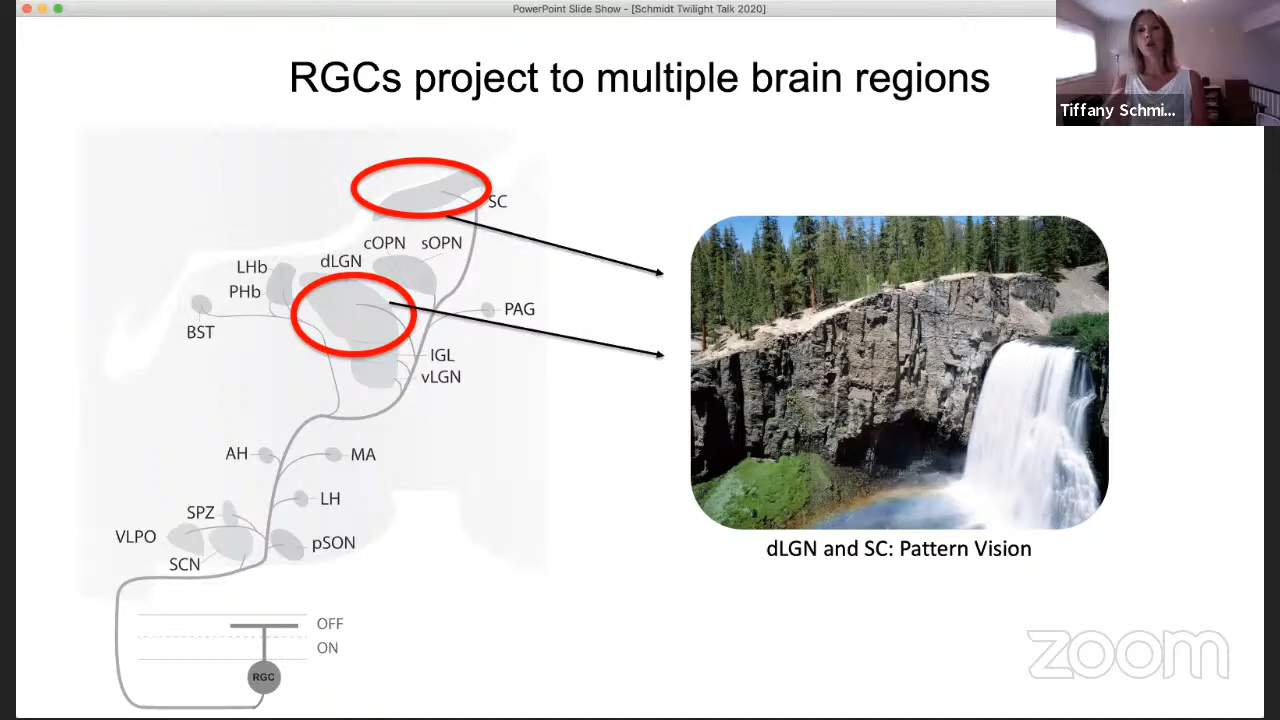 PowerPoint Slide Show - [Schmidt Twilight Talk 2020]
RGCs project to multiple brain regions
Tiffany Schmi...
SC
cOPN sOPN
dLGN
LHb
PHb
BST
PAG
IGL
vLGN
AH
MA
LH
SPZ
VLPO
pSON
SCN
OFF
ON
RGC
dLGN and SC: Pattern Vision
zoom